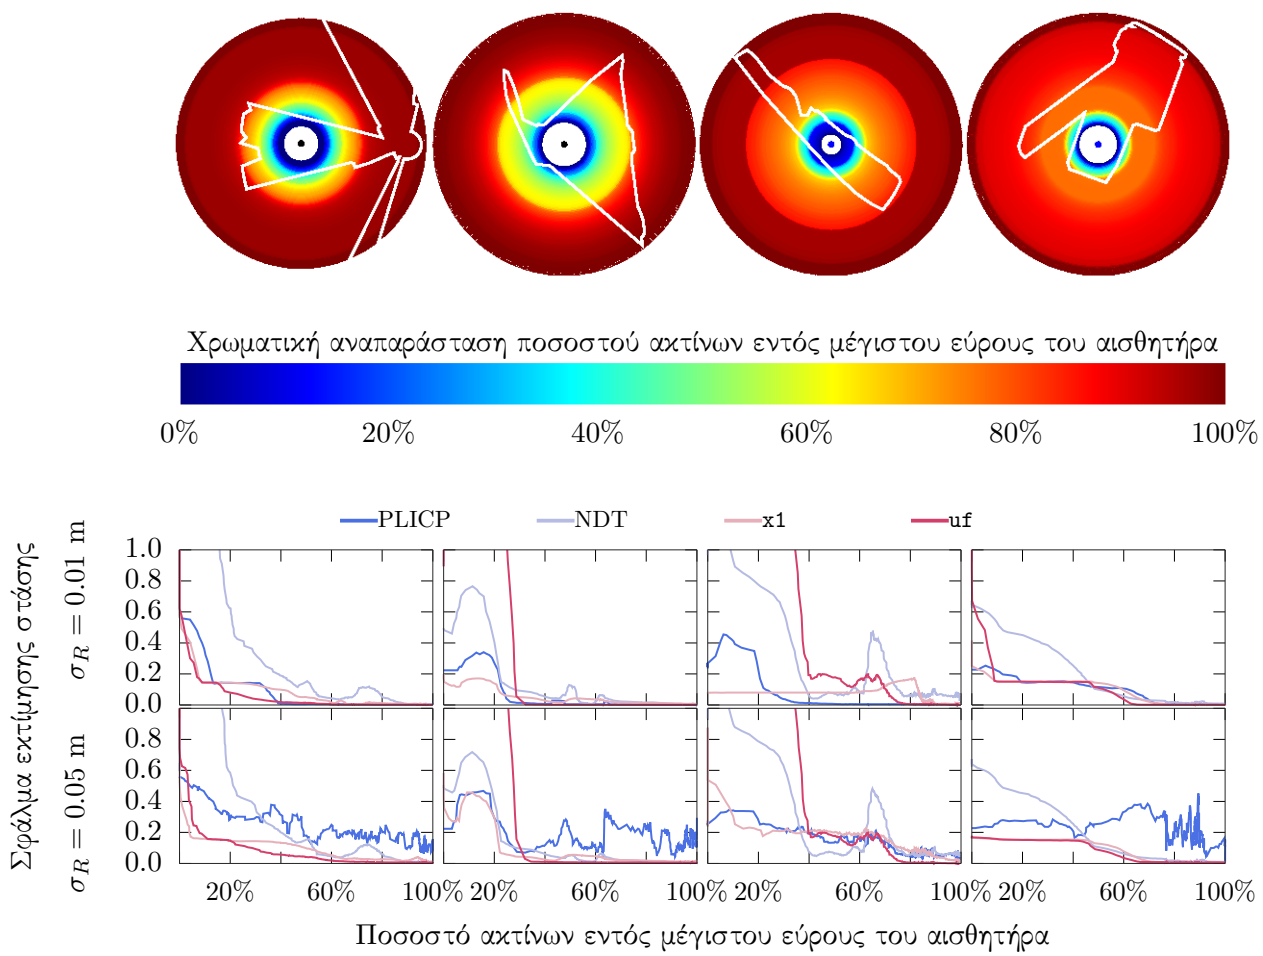 Χρωματική αναπαράσταση ποσοστού ακτίνων εντός μέγιστου εύρους του αισθητήρα
0% 20% 40% 60% 80% 100%
PLICP NDT x1 uf
Σφάλμα εκτίμησης στάσης
σ_R = 0.01 m
1.0
0.8
0.6
0.4
0.2
0.0
σ_R = 0.05 m
0.8
0.6
0.4
0.2
0.0
20% 60% 100% 20% 60% 100% 20% 60% 100% 20% 60% 100%
Ποσοστό ακτίνων εντός μέγιστου εύρους του αισθητήρα